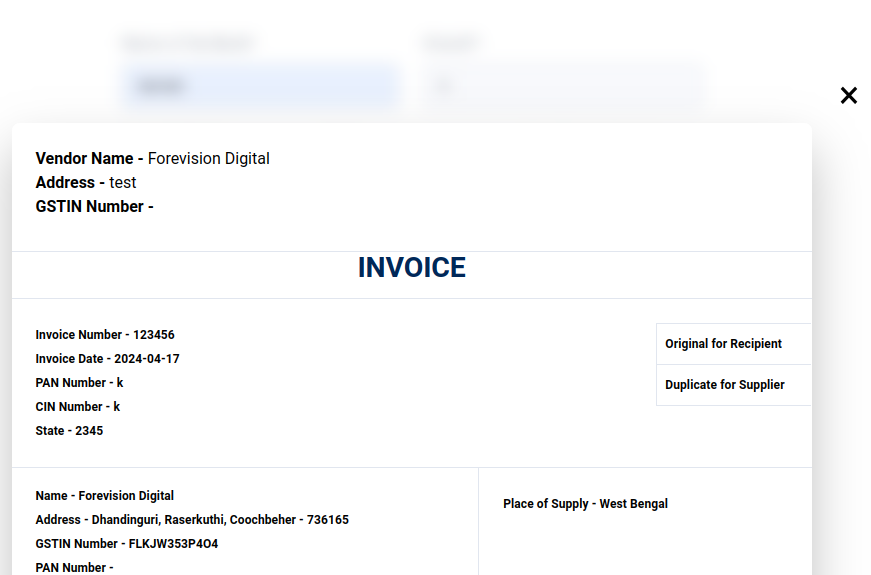 Vendor Name - Forevision Digital
Address - test
GSTIN Number -
INVOICE
Invoice Number - 123456
Invoice Date - 2024-04-17
PAN Number - k
CIN Number - k
State - 2345
Original for Recipient
Duplicate for Supplier
Name - Forevision Digital
Address - Dhandinguri, Raserkuthi, Coochbeher - 736165
GSTIN Number - FLKJW353P4O4
PAN Number -
Place of Supply - West Bengal